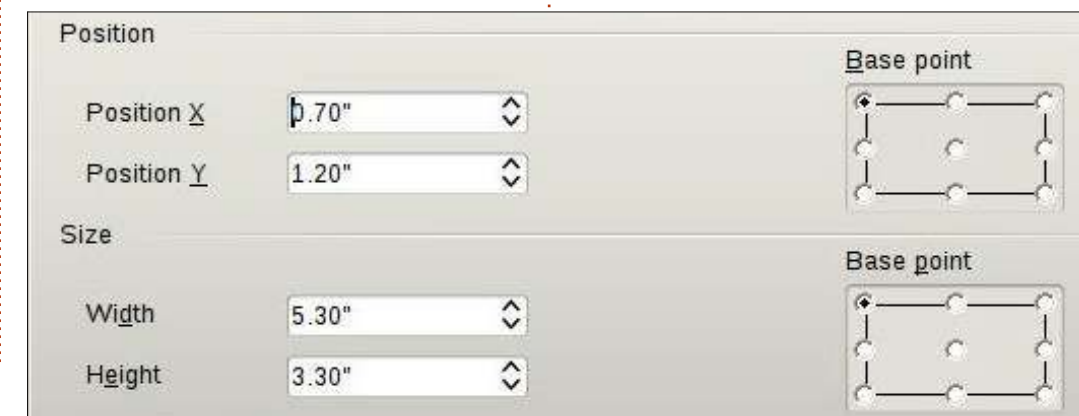 Position
Base point
Position X
0.70"
Position Y
1.20"
Size
Base point
Width
5.30"
Height
3.30"